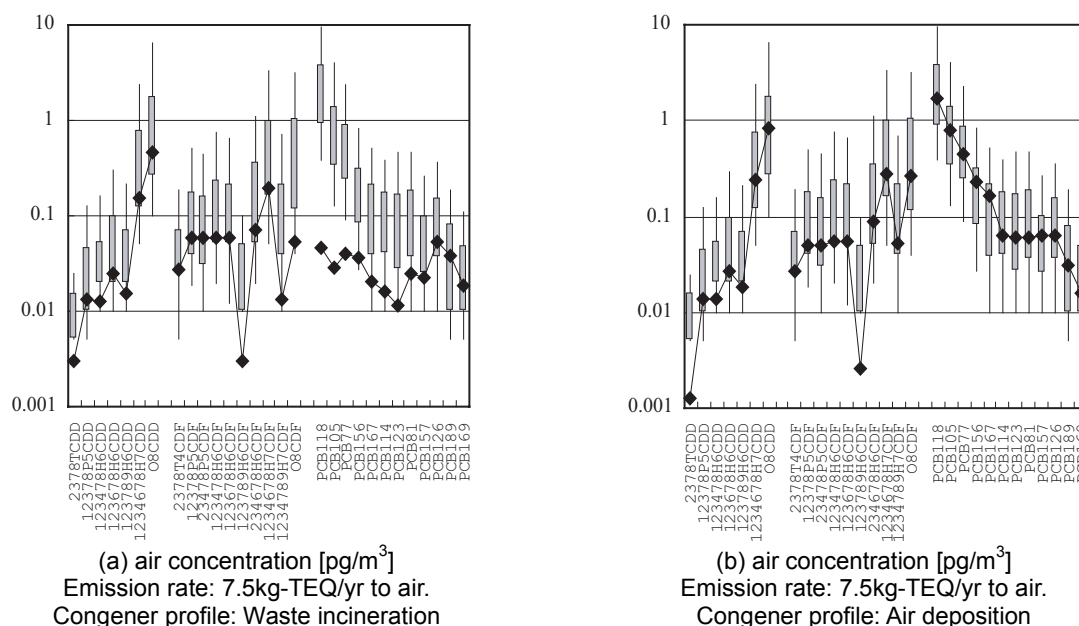 10
1
0.1
0.01
0.001
2378TCDD
12378P5CDD
123478H6CDD
123678H6CDD
123789H6CDD
1234678H7CDD
O8CDD
2378T4CDF
12378P5CDF
23478P5CDF
123478H6CDF
123678H6CDF
123789H6CDF
234678H6CDF
1234678H7CDF
1234789H7CDF
O8CDF
PCB118
PCB105
PCB77
PCB156
PCB167
PCB114
PCB123
PCB81
PCB157
PCB126
PCB189
PCB169
(a) air concentration [pg/m³]
Emission rate: 7.5kg-TEQ/yr to air.
Congener profile: Waste incineration
10
1
0.1
0.01
0.001
2378TCDD
12378P5CDD
123478H6CDD
123678H6CDD
123789H6CDD
1234678H7CDD
O8CDD
2378T4CDF
12378P5CDF
23478P5CDF
123478H6CDF
123678H6CDF
123789H6CDF
234678H6CDF
1234678H7CDF
1234789H7CDF
O8CDF
PCB118
PCB105
PCB77
PCB156
PCB167
PCB114
PCB123
PCB81
PCB157
PCB126
PCB189
(b) air concentration [pg/m³]
Emission rate: 7.5kg-TEQ/yr to air.
Congener profile: Air deposition